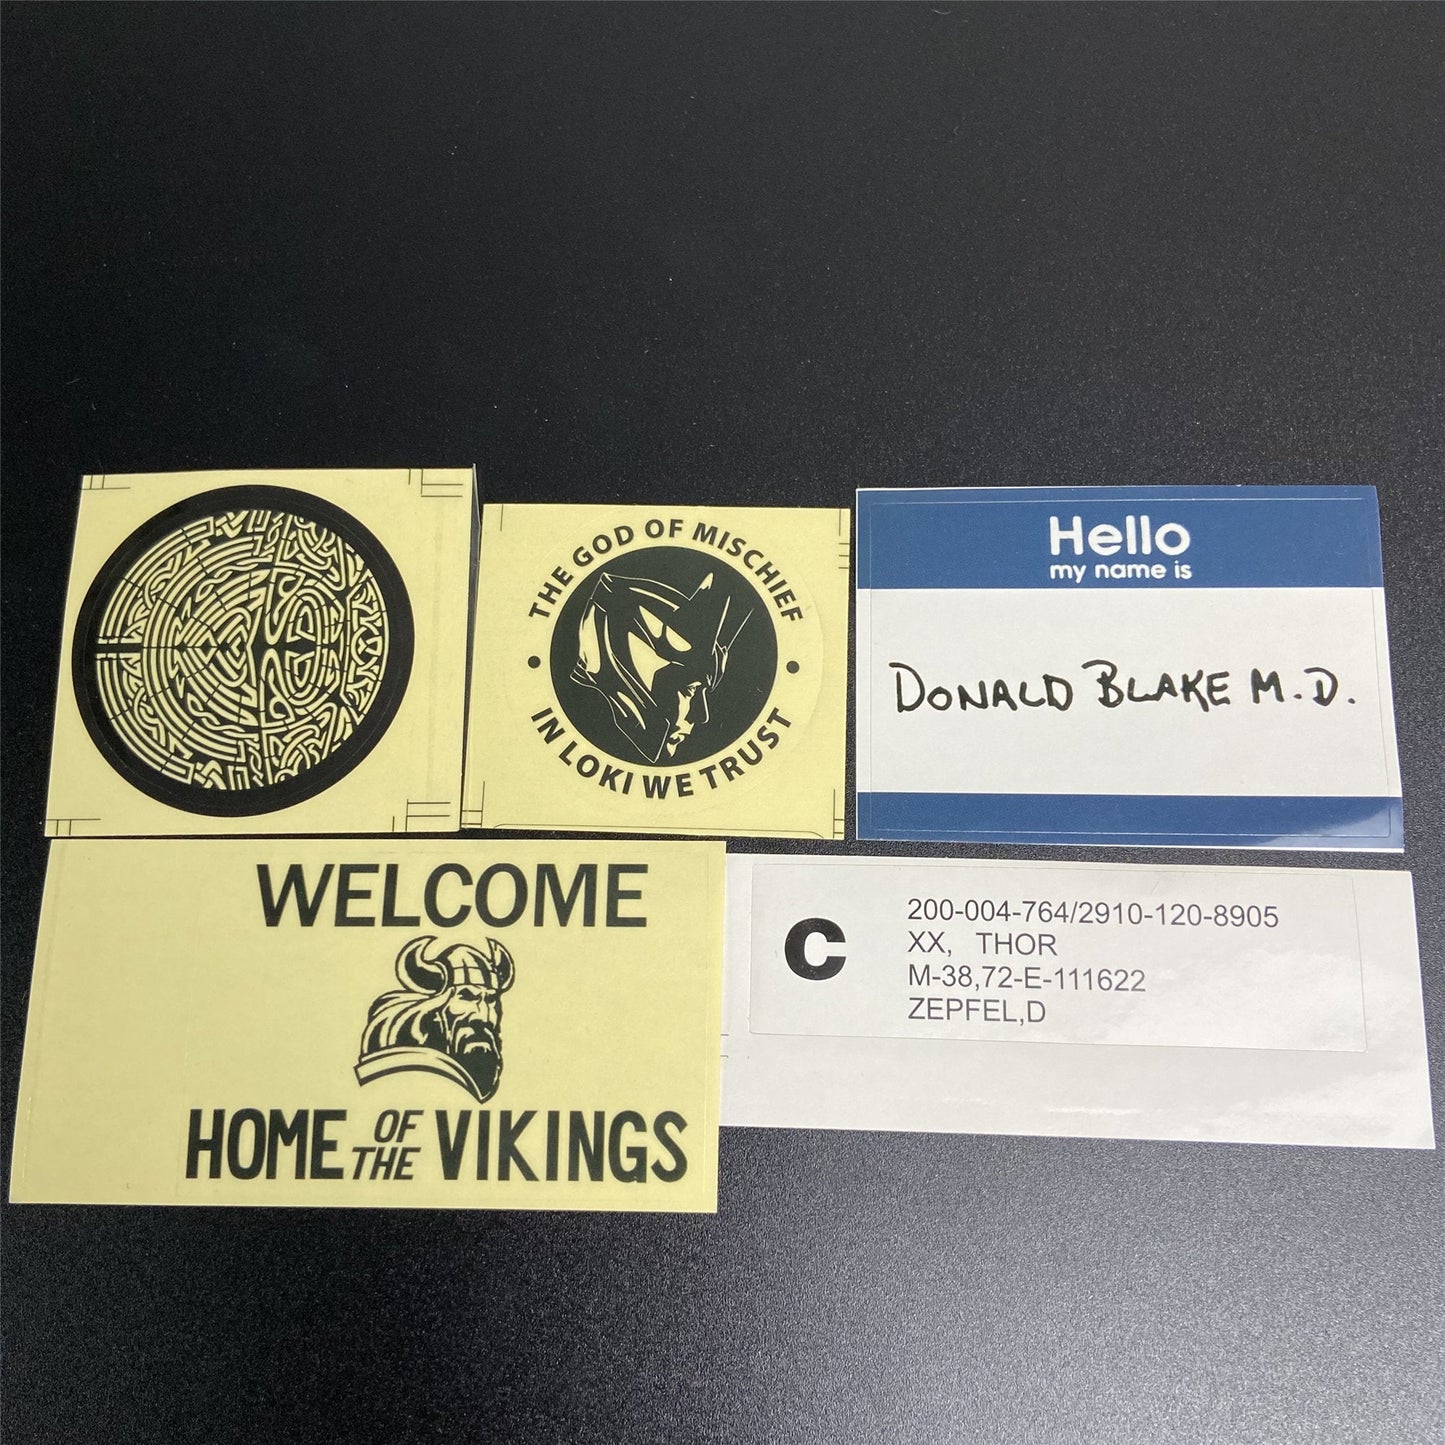 THE GOD OF MISCHIEF
IN LOKI WE TRUST
Hello
my name is
DONALD BLAKE M.D.
WELCOME
HOME OF THE VIKINGS
C
200-004-764/2910-120-8905
XX, THOR
M-38,72-E-111622
ZEPFEL,D